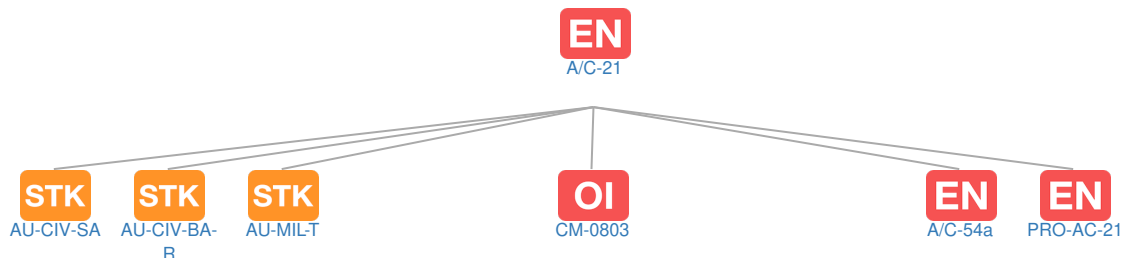 EN
A/C-21
STK STK STK OI EN EN
AU-CIV-SA AU-CIV-BA- AU-MIL-T CM-0803 A/C-54a PRO-AC-21
R